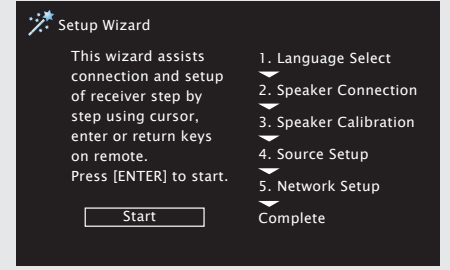 Setup Wizard
This wizard assists
connection and setup
of receiver step by
step using cursor,
enter or return keys
on remote.
Press [ENTER] to start.
Start
1. Language Select
2. Speaker Connection
3. Speaker Calibration
4. Source Setup
5. Network Setup
Complete